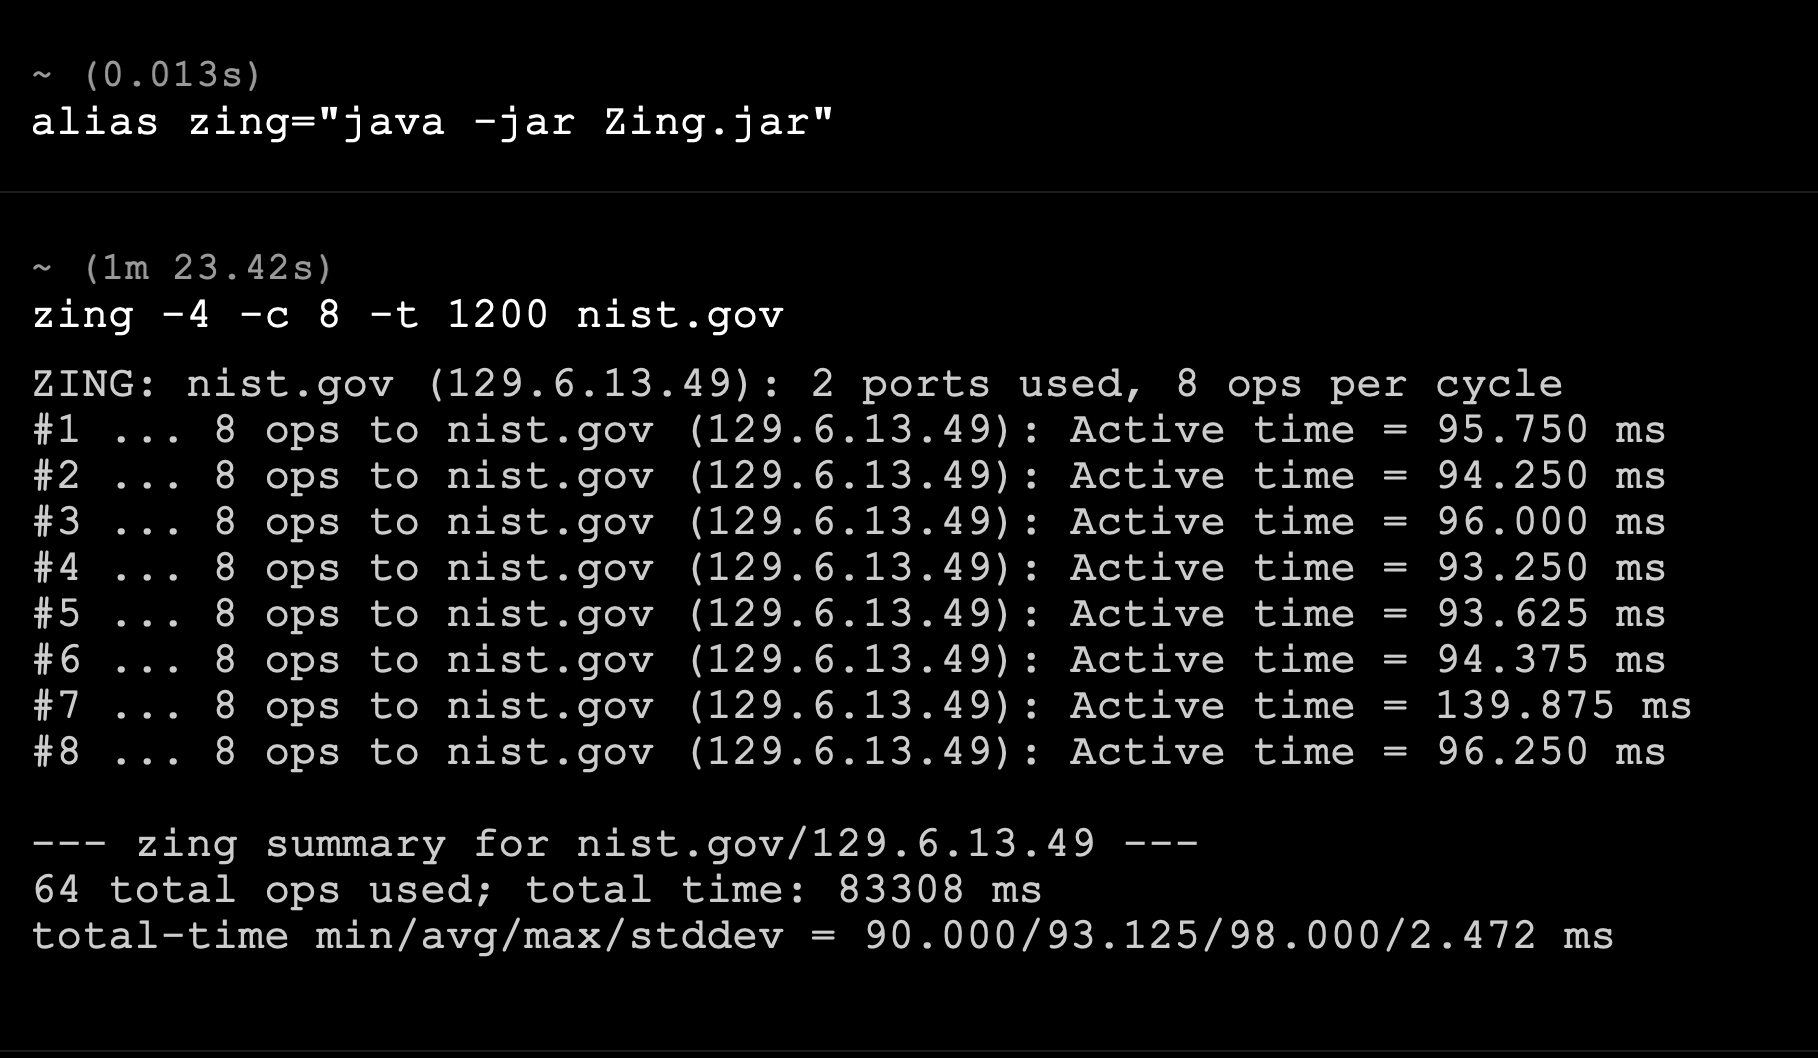 ~ (0.013s)
alias zing="java -jar Zing.jar"
~ (1m 23.42s)
zing -4 -c 8 -t 1200 nist.gov
ZING: nist.gov (129.6.13.49): 2 ports used, 8 ops per cycle
#1 ... 8 ops to nist.gov (129.6.13.49): Active time = 95.750 ms
#2 ... 8 ops to nist.gov (129.6.13.49): Active time = 94.250 ms
#3 ... 8 ops to nist.gov (129.6.13.49): Active time = 96.000 ms
#4 ... 8 ops to nist.gov (129.6.13.49): Active time = 93.250 ms
#5 ... 8 ops to nist.gov (129.6.13.49): Active time = 93.625 ms
#6 ... 8 ops to nist.gov (129.6.13.49): Active time = 94.375 ms
#7 ... 8 ops to nist.gov (129.6.13.49): Active time = 139.875 ms
#8 ... 8 ops to nist.gov (129.6.13.49): Active time = 96.250 ms
--- zing summary for nist.gov/129.6.13.49 ---
64 total ops used; total time: 83308 ms
total-time min/avg/max/stddev = 90.000/93.125/98.000/2.472 ms